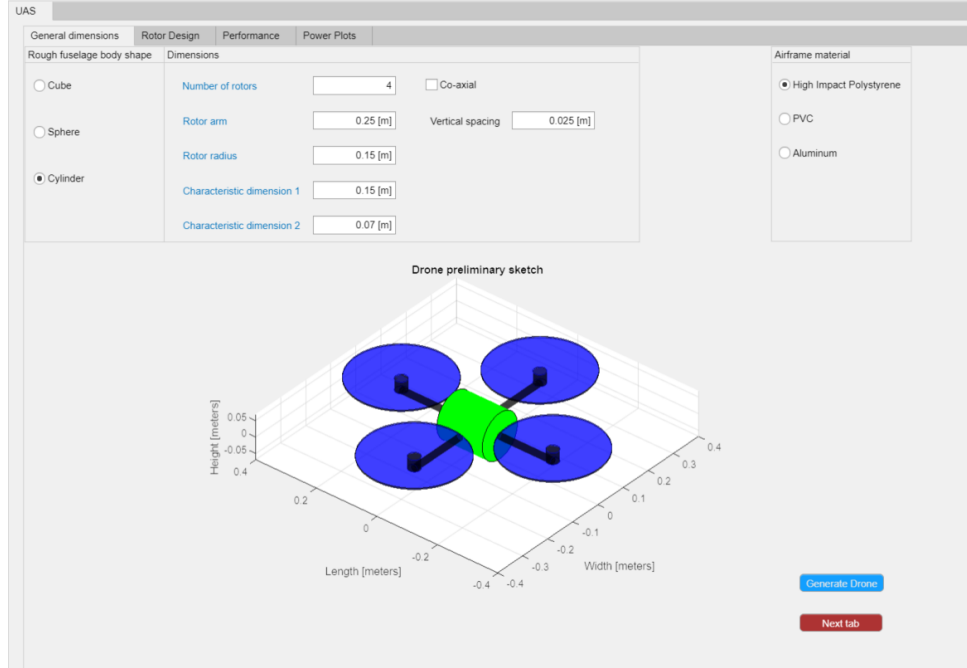 UAS
General dimensions Rotor Design Performance Power Plots
Rough fuselage body shape Dimensions Airframe material
Cube Number of rotors 4 Co-axial High Impact Polystyrene
Sphere Rotor arm 0.25 [m] Vertical spacing 0.025 [m] PVC
Rotor radius 0.15 [m] Aluminum
Cylinder Characteristic dimension 1 0.15 [m]
Characteristic dimension 2 0.07 [m]
Drone preliminary sketch
Height [meters]
0.05
0
-0.05
0.4
0.2
0
-0.2
-0.4
Length [meters]
-0.4
-0.3
-0.2
-0.1
0
0.1
0.2
0.3
0.4
Width [meters]
Generate Drone
Next tab